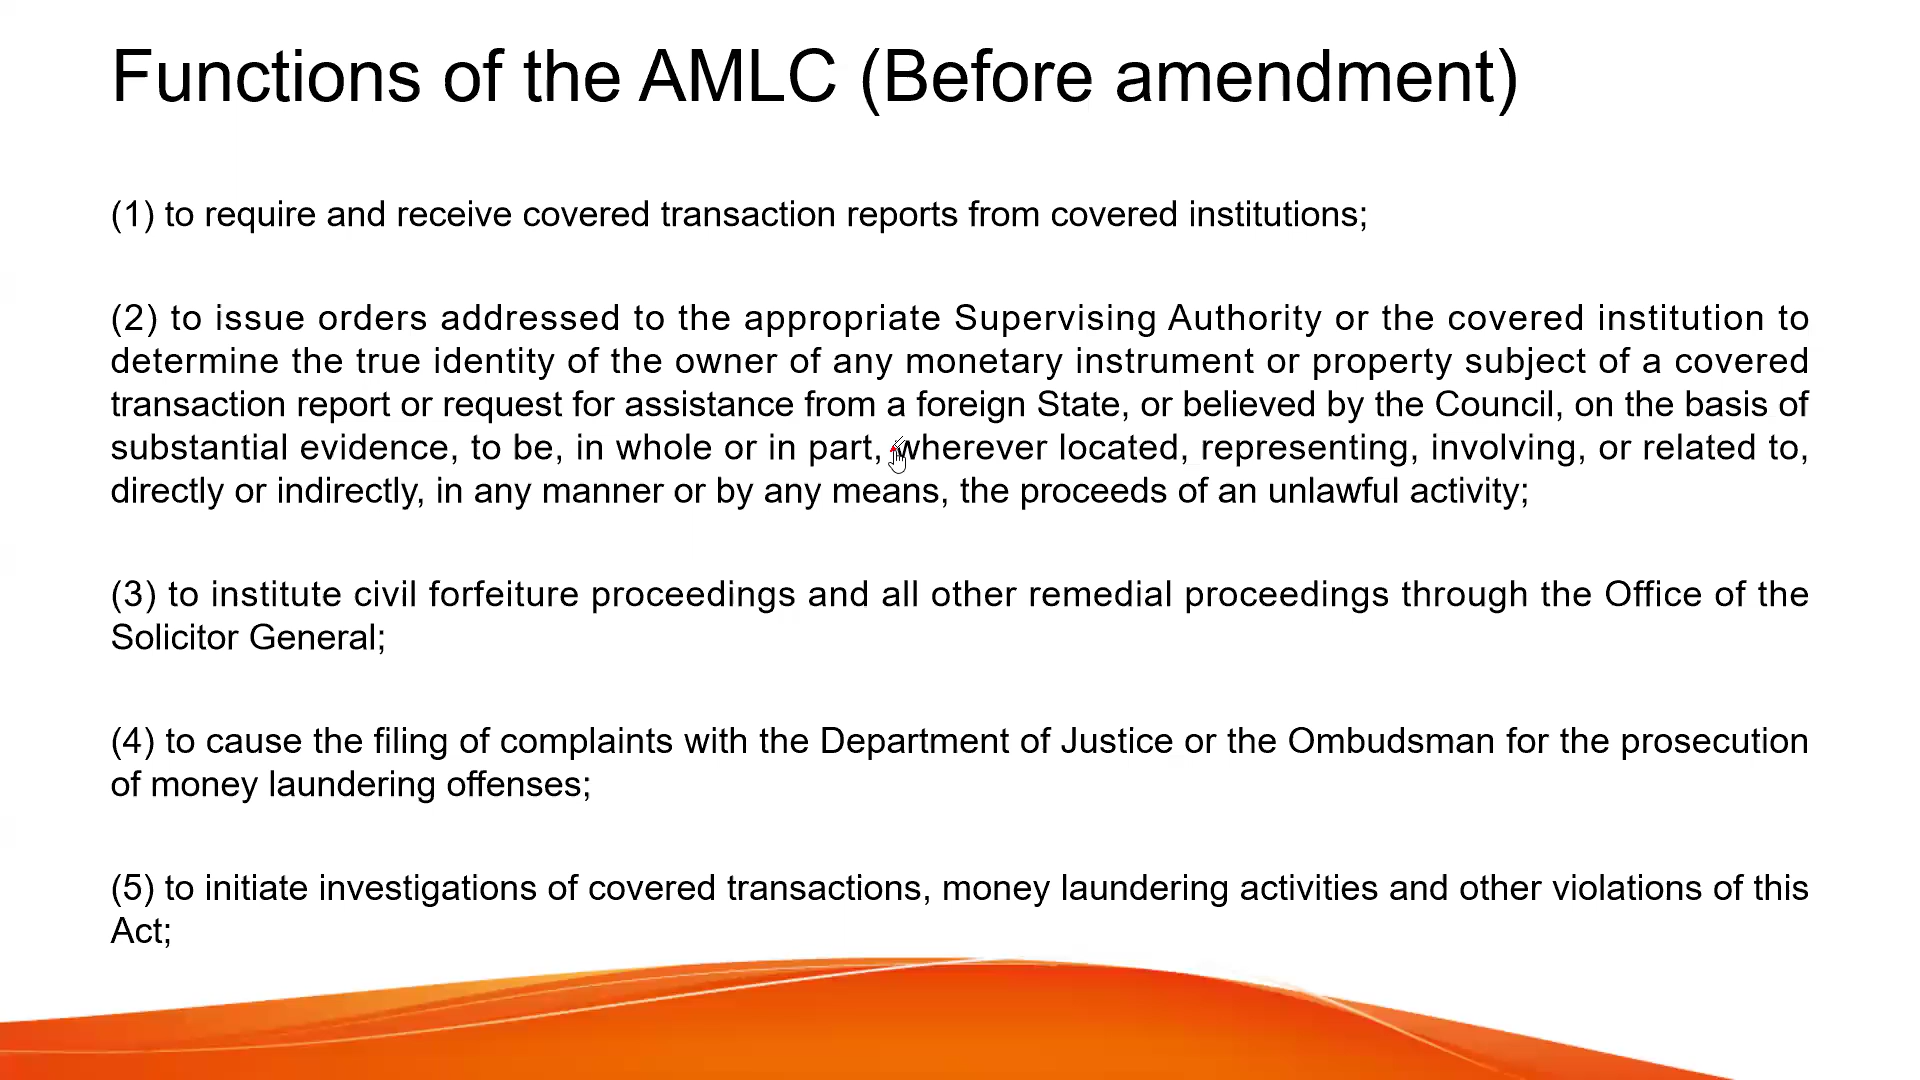 Functions of the AMLC (Before amendment)
(1) to require and receive covered transaction reports from covered institutions;
(2) to issue orders addressed to the appropriate Supervising Authority or the covered institution to
determine the true identity of the owner of any monetary instrument or property subject of a covered
transaction report or request for assistance from a foreign State, or believed by the Council, on the basis of
substantial evidence, to be, in whole or in part, wherever located, representing, involving, or related to,
directly or indirectly, in any manner or by any means, the proceeds of an unlawful activity;
(3) to institute civil forfeiture proceedings and all other remedial proceedings through the Office of the
Solicitor General;
(4) to cause the filing of complaints with the Department of Justice or the Ombudsman for the prosecution
of money laundering offenses;
(5) to initiate investigations of covered transactions, money laundering activities and other violations of this
Act;